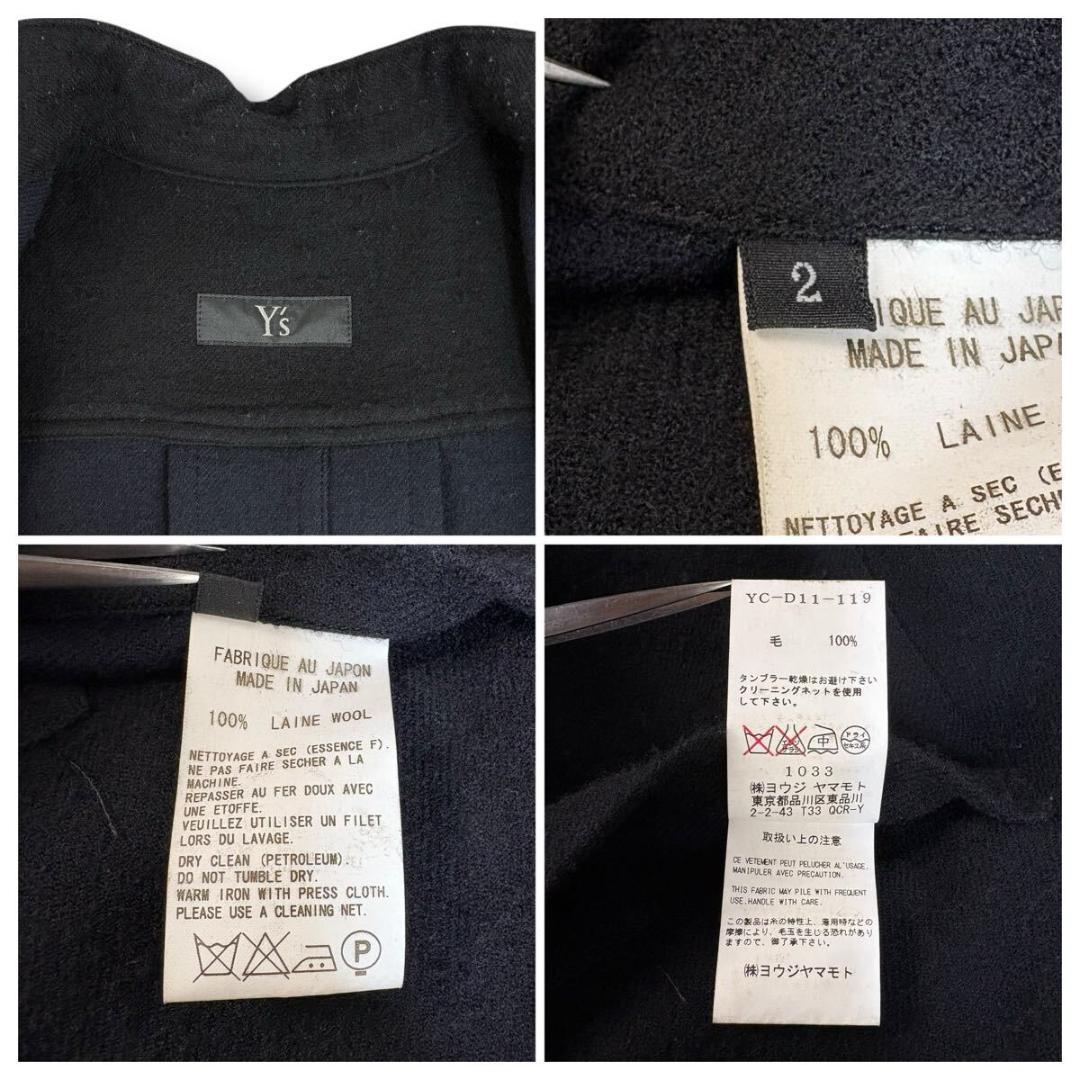 Y's
2
IQUE AU JAP
MADE IN JAPA
100% LAINE
NETTOYAGE A SEC (E
AIRE SECH
FABRIQUE AU JAPON
MADE IN JAPAN
100% LAINE WOOL
NETTOYAGE A SEC (ESSENCE F).
NE PAS FAIRE SECHER A LA
MACHINE.
REPASSER AU FER DOUX AVEC
UNE ETOFFE.
VEUILLEZ UTILISER UN FILET
LORS DU LAVAGE.
DRY CLEAN (PETROLEUM).
DO NOT TUMBLE DRY.
WARM IRON WITH PRESS CLOTH.
PLEASE USE A CLEANING NET.
P
YC-D11-119
毛 100%
タンブラー乾燥はお避け下さい
クリーニングネットを使用
して下さい。
中 ドライ セキユ系
1033
㈱ヨウジ ヤマモト
東京都品川区東品川
2-2-43 T33 QCR-Y
取扱い上の注意
CE VETEMENT PEUT PELUCHER AL'USAGE.
MANIPULER AVEC PRECAUTION.
THIS FABRIC MAY PILE WITH FREQUENT
USE.HANDLE WITH CARE.
この製品は糸の特性上、着用時などの
摩擦により、毛玉を生じる恐れがあり
ますので、御了承下さい。
㈱ヨウジヤマモト